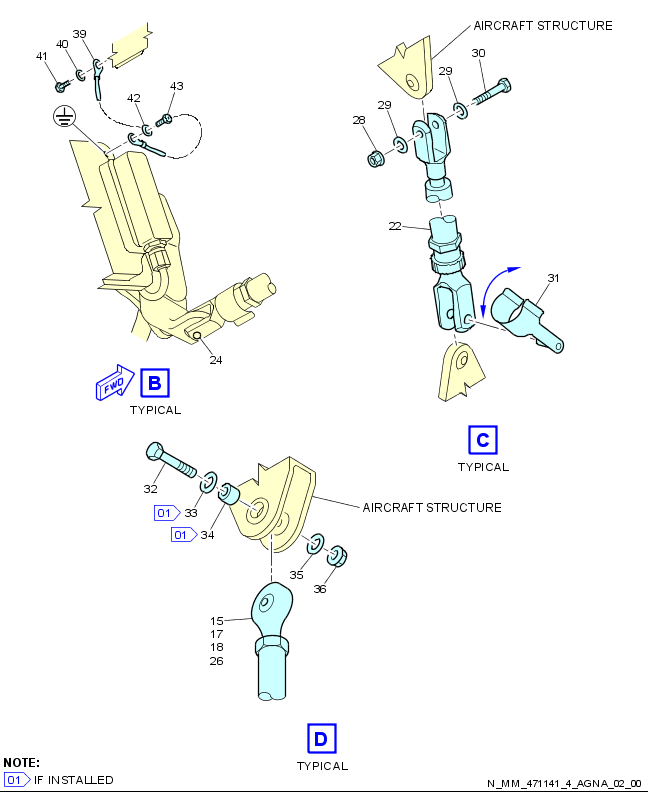 39
40
41
42
43
24
FWD
B
TYPICAL
AIRCRAFT STRUCTURE
30
29
29
28
22
31
C
TYPICAL
32
01 33
01 34
AIRCRAFT STRUCTURE
35
36
15
17
18
26
D
TYPICAL
NOTE:
01 IF INSTALLED
N_MM_471141_4_AGNA_02_00